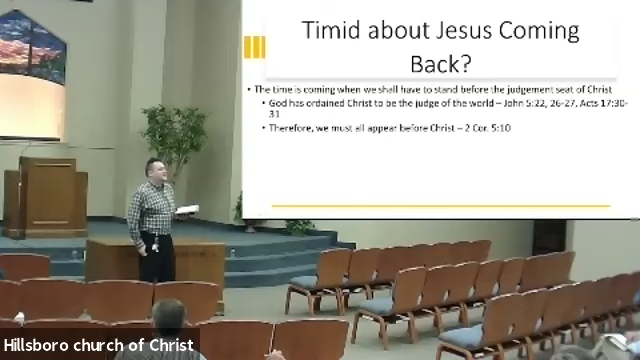 Timid about Jesus Coming
Back?
• The time is coming when we shall have to stand before the judgement seat of Christ
• God has ordained Christ to be the judge of the world – John 5:22, 26-27, Acts 17:30-
31
• Therefore, we must all appear before Christ – 2 Cor. 5:10
Hillsboro church of Christ